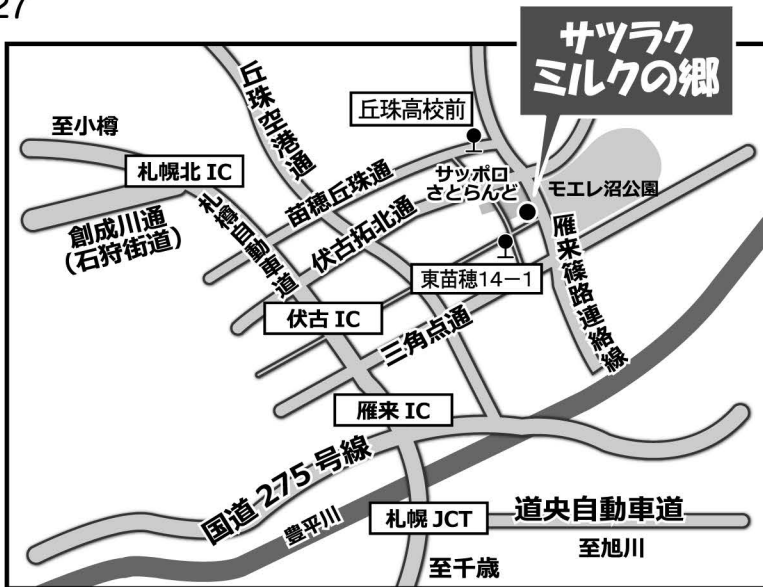 27
サツラク
ミルクの郷
丘珠空港通
丘珠高校前
至小樽
札幌北 IC
サッポロ
さとらんど
モエレ沼公園
苗穂丘珠通
創成川通
（石狩街道）
札樽自動車道
伏古拓北通
雁来篠路連絡線
東苗穂14−1
伏古 IC
三角点通
雁来 IC
国道 275 号線
豊平川
札幌 JCT
道央自動車道
至旭川
至千歳